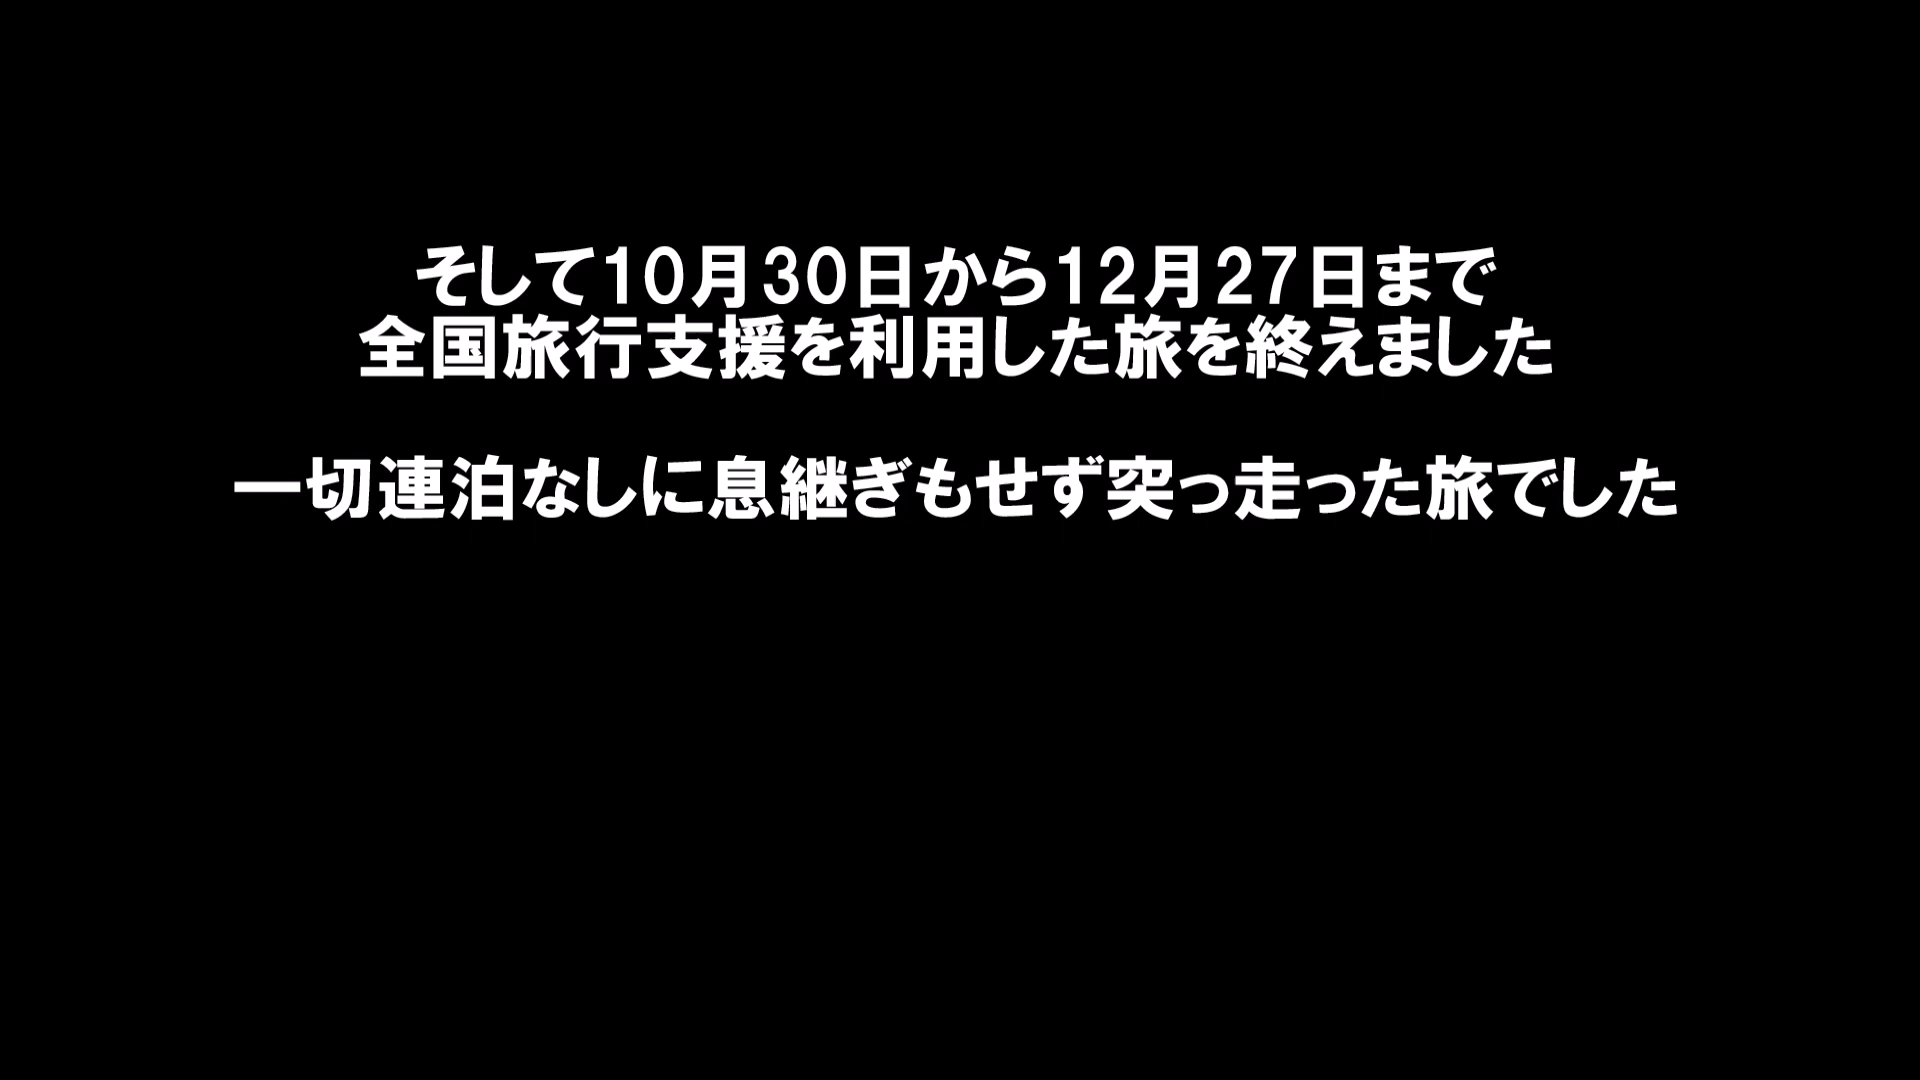 そして10月30日から12月27日まで
全国旅行支援を利用した旅を終えました
一切連泊なしに息継ぎもせず突っ走った旅でした